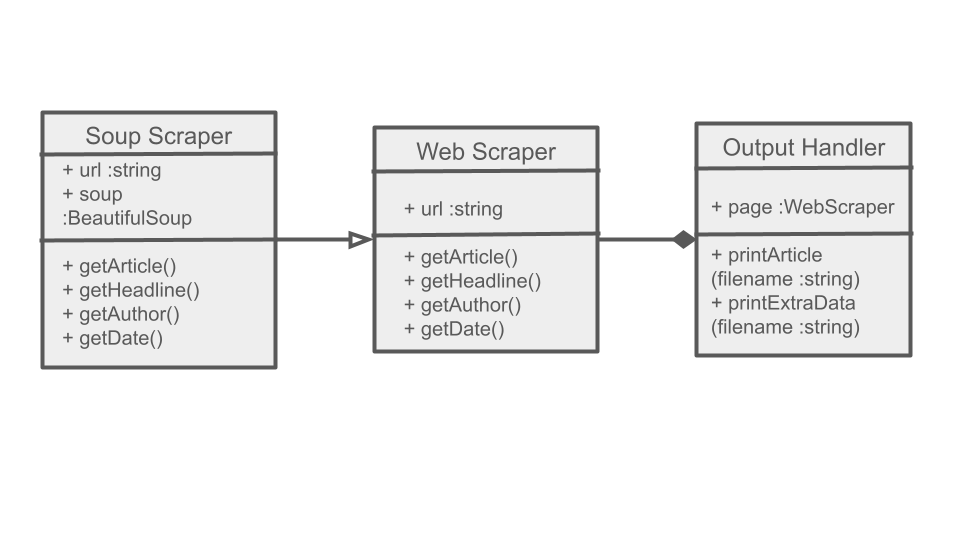 Soup Scraper
+ url :string
+ soup
:BeautifulSoup
+ getArticle()
+ getHeadline()
+ getAuthor()
+ getDate()
Web Scraper
+ url :string
+ getArticle()
+ getHeadline()
+ getAuthor()
+ getDate()
Output Handler
+ page :WebScraper
+ printArticle
(filename :string)
+ printExtraData
(filename :string)